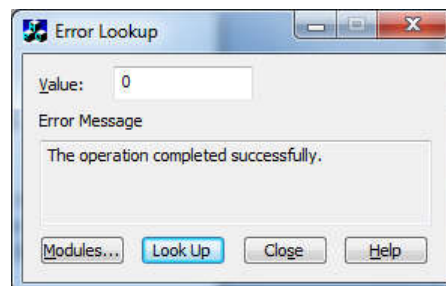 Error Lookup
Value: 0
Error Message
The operation completed successfully.
Modules... Look Up Close Help